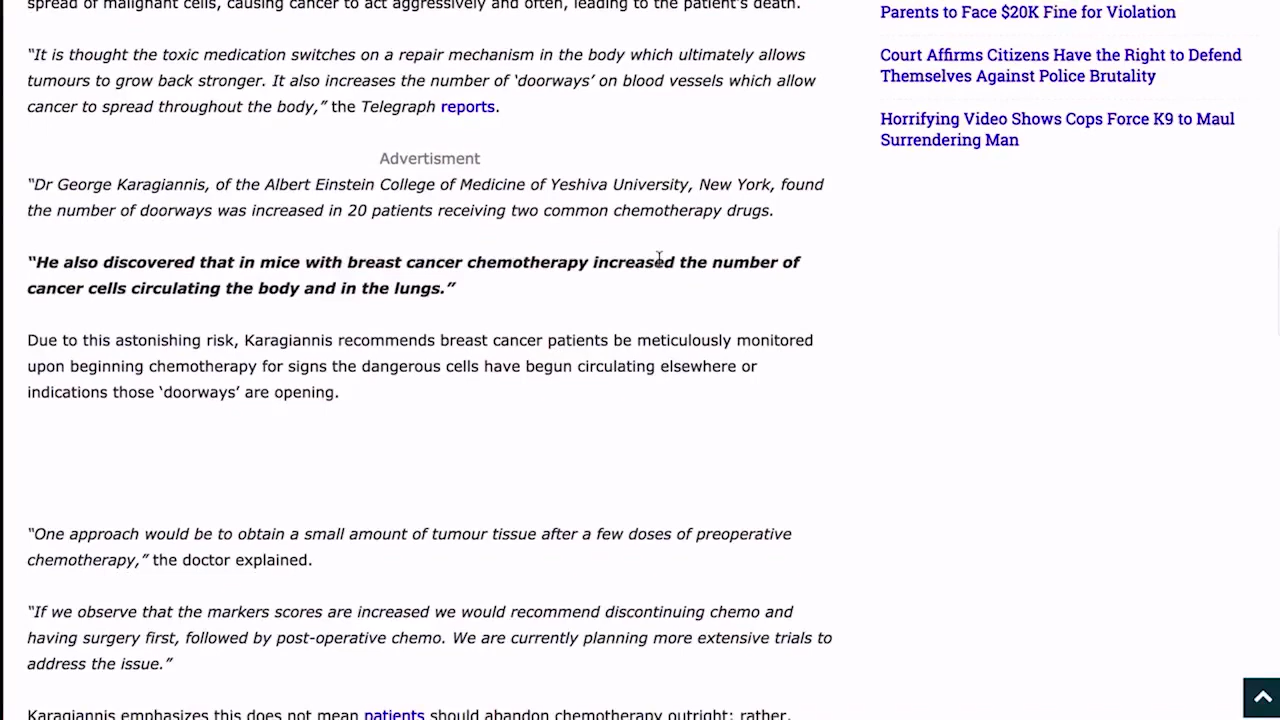 spread of malignant cells, causing cancer to act aggressively and often, leading to the patient's death.
“It is thought the toxic medication switches on a repair mechanism in the body which ultimately allows
tumours to grow back stronger. It also increases the number of ‘doorways’ on blood vessels which allow
cancer to spread throughout the body,” the Telegraph reports.
Advertisment
“Dr George Karagiannis, of the Albert Einstein College of Medicine of Yeshiva University, New York, found
the number of doorways was increased in 20 patients receiving two common chemotherapy drugs.
“He also discovered that in mice with breast cancer chemotherapy increased the number of
cancer cells circulating the body and in the lungs.”
Due to this astonishing risk, Karagiannis recommends breast cancer patients be meticulously monitored
upon beginning chemotherapy for signs the dangerous cells have begun circulating elsewhere or
indications those ‘doorways’ are opening.
“One approach would be to obtain a small amount of tumour tissue after a few doses of preoperative
chemotherapy,” the doctor explained.
“If we observe that the markers scores are increased we would recommend discontinuing chemo and
having surgery first, followed by post-operative chemo. We are currently planning more extensive trials to
address the issue.”
Karagiannis emphasizes this does not mean patients should abandon chemotherapy outright; rather,
Parents to Face $20K Fine for Violation
Court Affirms Citizens Have the Right to Defend
Themselves Against Police Brutality
Horrifying Video Shows Cops Force K9 to Maul
Surrendering Man